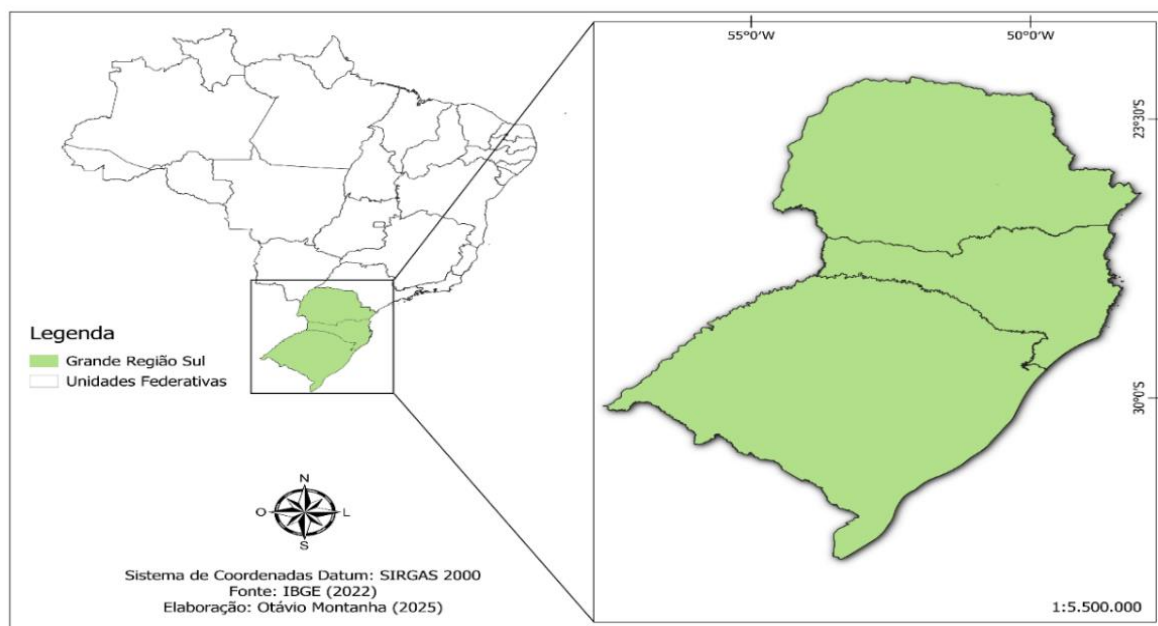 55°0'W
50°0'W
23°30'S
Legenda
Grande Região Sul
Unidades Federativas
30°0'S
N
O
L
S
Sistema de Coordenadas Datum: SIRGAS 2000
Fonte: IBGE (2022)
Elaboração: Otávio Montanha (2025)
1:5.500.000